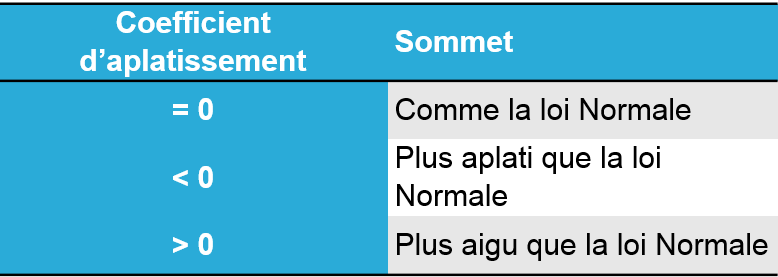 Coefficient
d’aplatissement
Sommet
= 0
Comme la loi Normale
< 0
Plus aplati que la loi
Normale
> 0
Plus aigu que la loi Normale